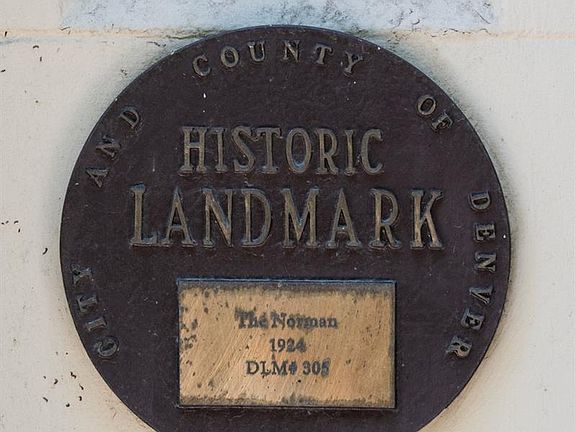 CITY AND COUNTY OF DENVER
HISTORIC
LANDMARK
The Norman
1924
DLM# 305